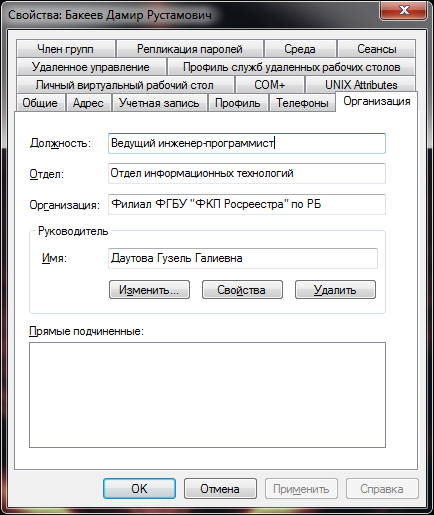 Свойства: Бакеев Дамир Рустамович
Член групп
Репликация паролей
Среда
Сеансы
Удаленное управление
Профиль служб удаленных рабочих столов
Личный виртуальный рабочий стол
COM+
UNIX Attributes
Общие
Адрес
Учетная запись
Профиль
Телефоны
Организация
Должность: Ведущий инженер-программист
Отдел: Отдел информационных технологий
Организация: Филиал ФГБУ "ФКП Росреестра" по РБ
Руководитель
Имя: Даутова Гузель Галиевна
Изменить...
Свойства
Удалить
Прямые подчиненные:
OK
Отмена
Применить
Справка